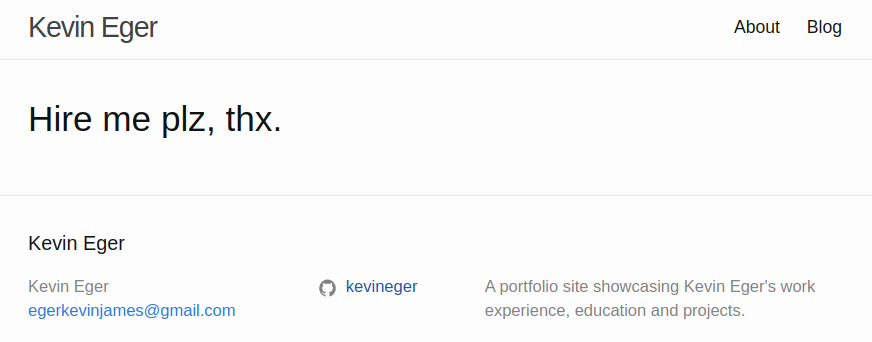 Kevin Eger
About
Blog
Hire me plz, thx.
Kevin Eger
Kevin Eger
egerkevinjames@gmail.com
kevineger
A portfolio site showcasing Kevin Eger's work
experience, education and projects.